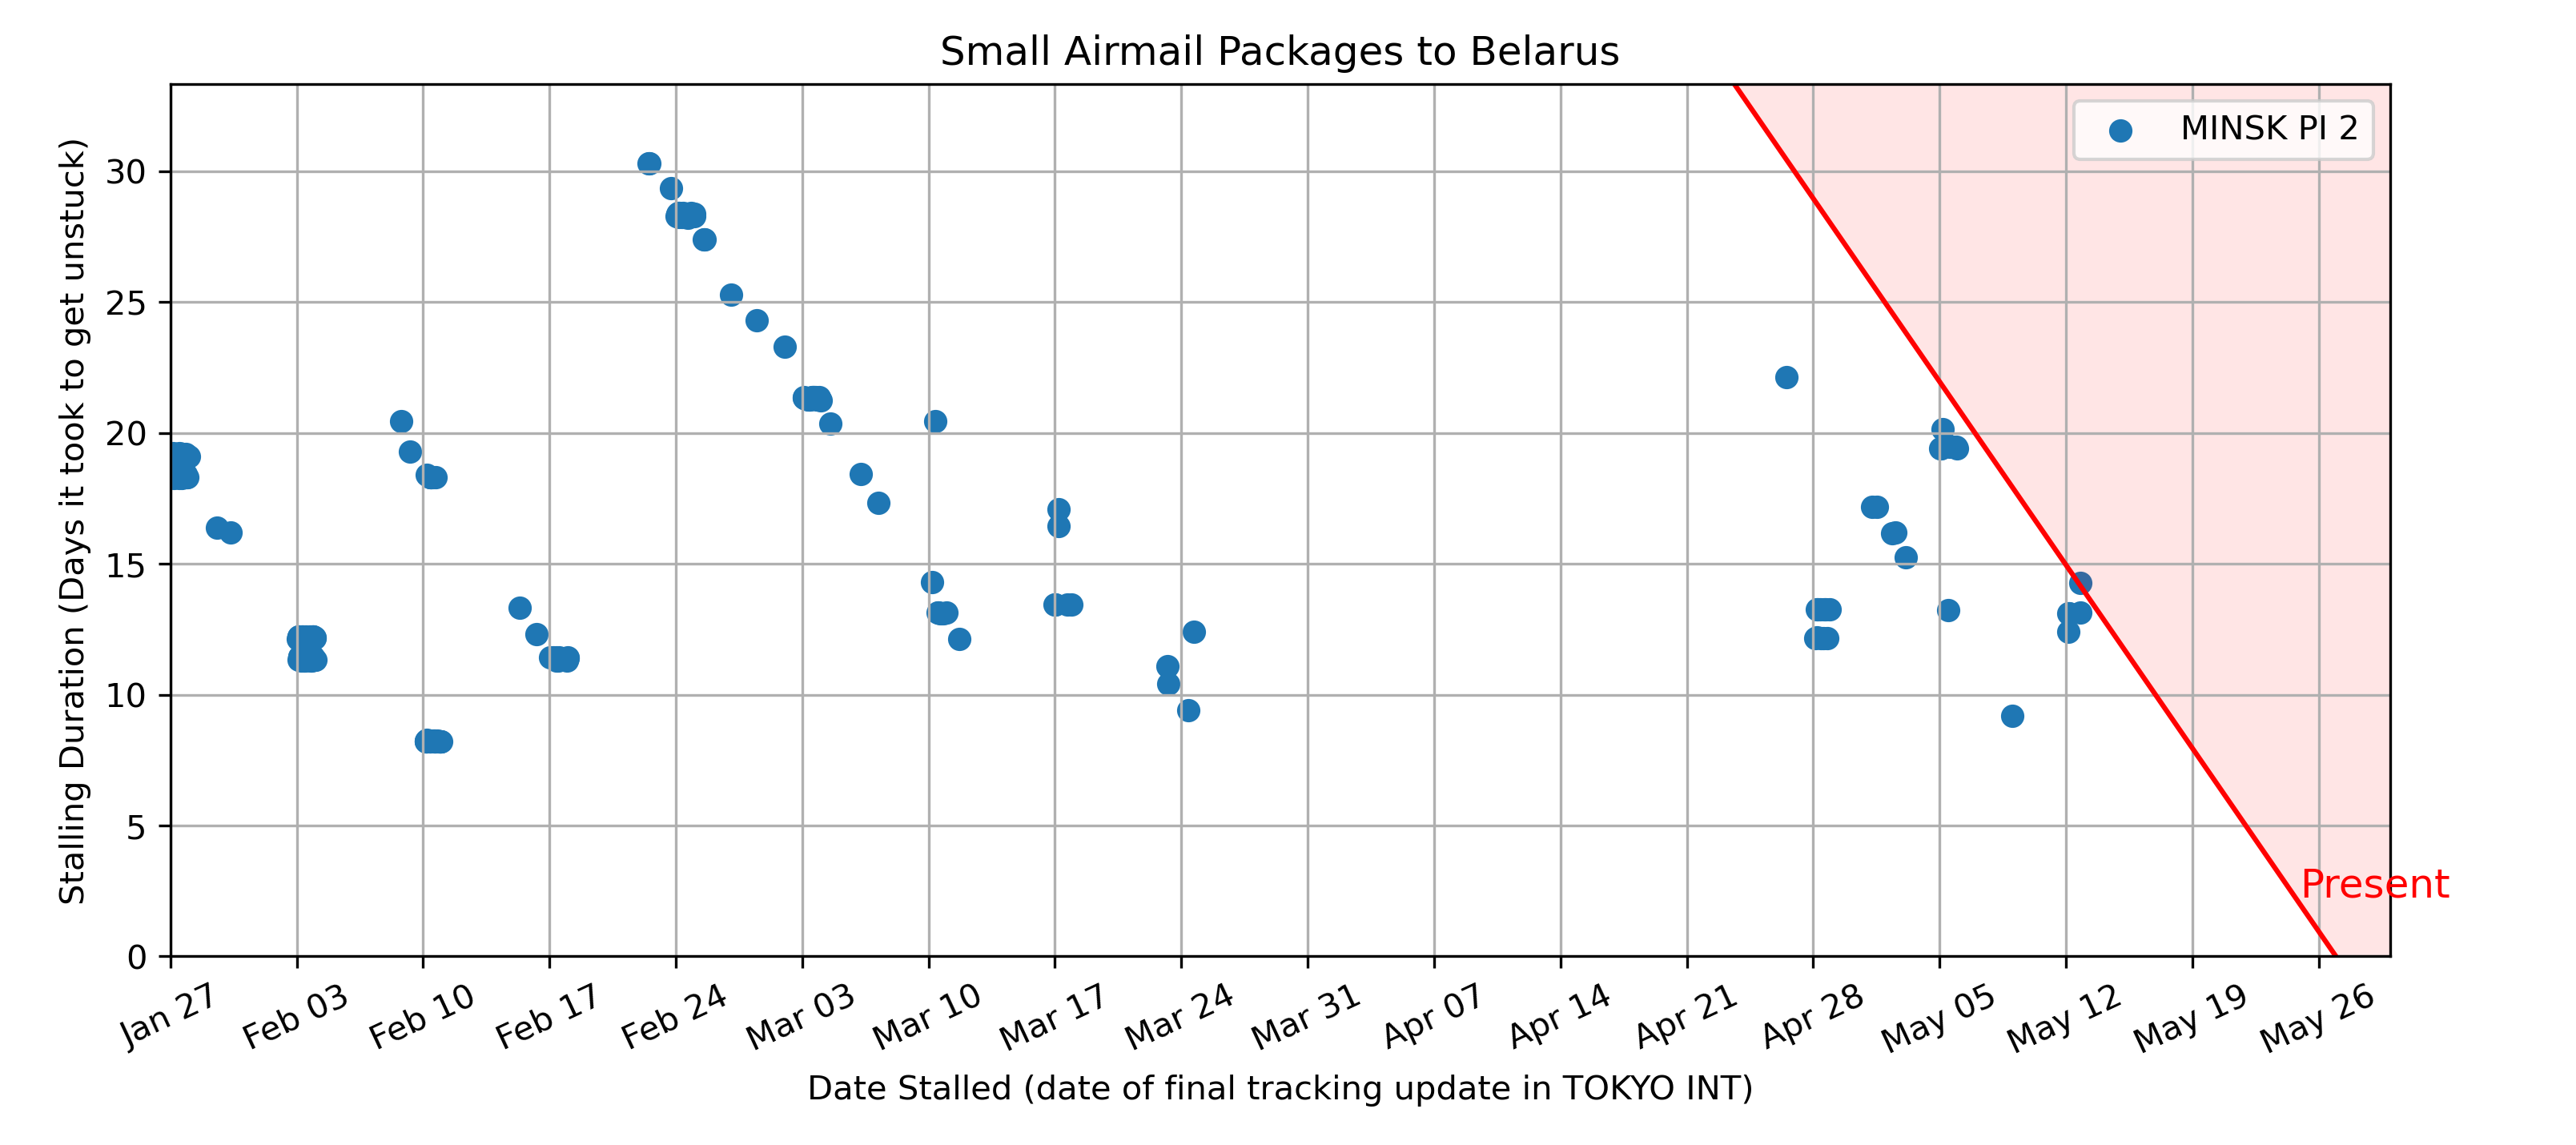 Small Airmail Packages to Belarus
MINSK PI 2
Stalling Duration (Days it took to get unstuck)
30
25
20
15
10
5
0
Present
Jan 27
Feb 03
Feb 10
Feb 17
Feb 24
Mar 03
Mar 10
Mar 17
Mar 24
Mar 31
Apr 07
Apr 14
Apr 21
Apr 28
May 05
May 12
May 19
May 26
Date Stalled (date of final tracking update in TOKYO INT)